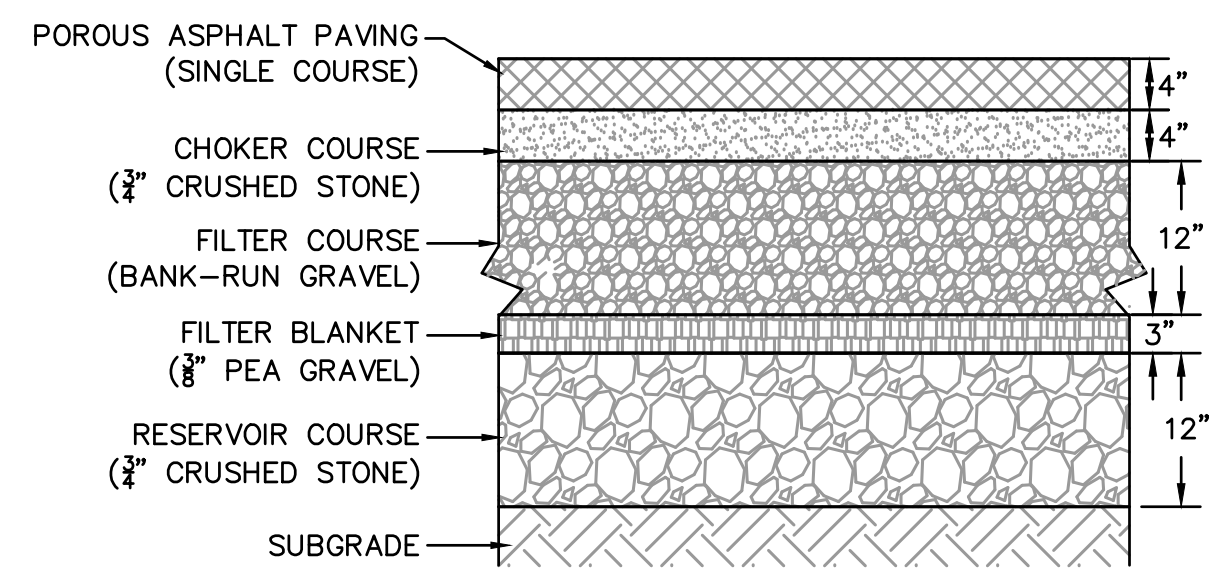 POROUS ASPHALT PAVING
(SINGLE COURSE)
4”
CHOKER COURSE
(3/4” CRUSHED STONE)
4”
FILTER COURSE
(BANK–RUN GRAVEL)
12”
FILTER BLANKET
(3/8” PEA GRAVEL)
3”
RESERVOIR COURSE
(3/4” CRUSHED STONE)
12”
SUBGRADE